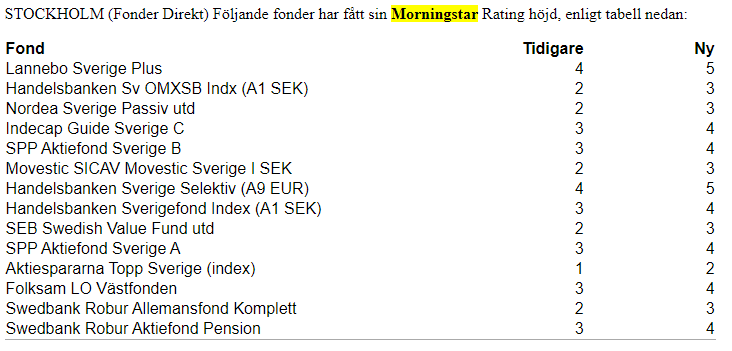 STOCKHOLM (Fonder Direkt) Följande fonder har fått sin Morningstar Rating höjd, enligt tabell nedan:
Fond Tidigare Ny
Lannebo Sverige Plus 4 5
Handelsbanken Sv OMXSB Indx (A1 SEK) 2 3
Nordea Sverige Passiv utd 2 3
Indecap Guide Sverige C 3 4
SPP Aktiefond Sverige B 3 4
Movestic SICAV Movestic Sverige I SEK 2 3
Handelsbanken Sverige Selektiv (A9 EUR) 4 5
Handelsbanken Sverigefond Index (A1 SEK) 3 4
SEB Swedish Value Fund utd 2 3
SPP Aktiefond Sverige A 3 4
Aktiespararna Topp Sverige (index) 1 2
Folksam LO Västfonden 3 4
Swedbank Robur Allemansfond Komplett 2 3
Swedbank Robur Aktiefond Pension 3 4